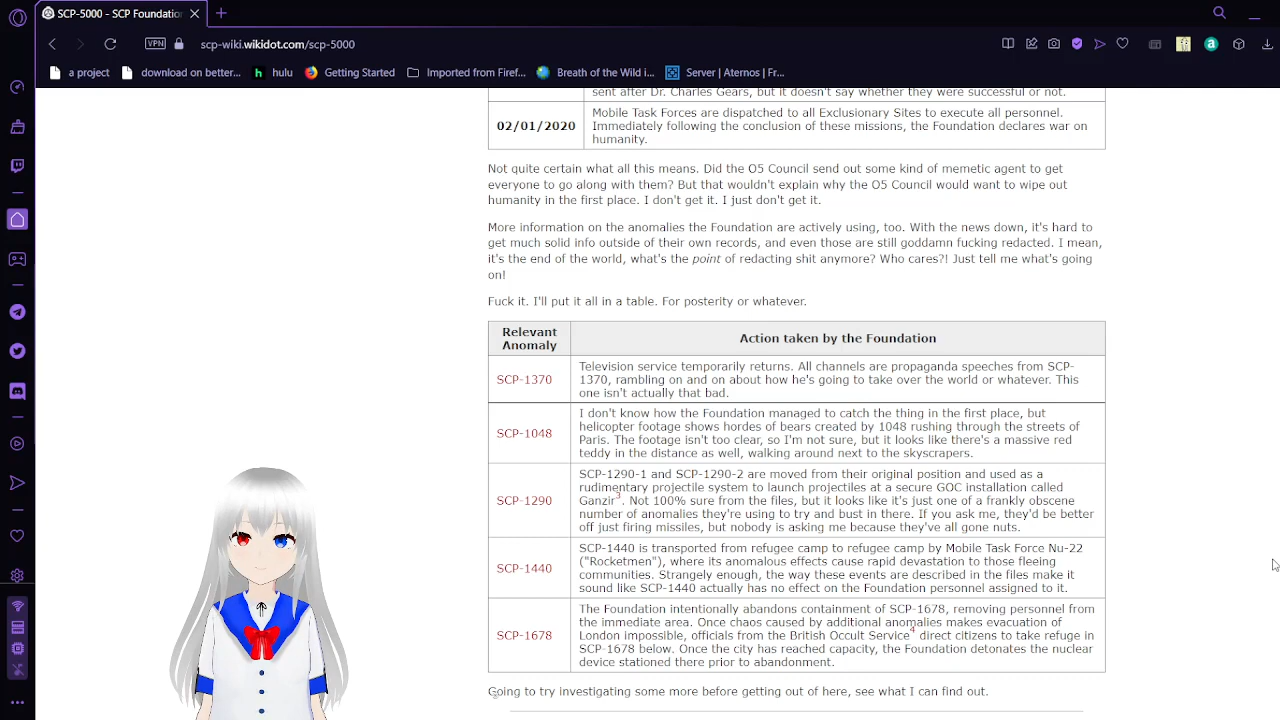 SCP-5000 - SCP Foundation
VPN
scp-wiki.wikidot.com/scp-5000
a project
download on better...
hulu
Getting Started
Imported from Firef...
Breath of the Wild i...
Server | Aternos | Fr...
sent after Dr. Charles Gears, but it doesn't say whether they were successful or not.
02/01/2020
Mobile Task Forces are dispatched to all Exclusionary Sites to execute all personnel.
Immediately following the conclusion of these missions, the Foundation declares war on
humanity.
Not quite certain what all this means. Did the O5 Council send out some kind of memetic agent to get
everyone to go along with them? But that wouldn't explain why the O5 Council would want to wipe out
humanity in the first place. I don't get it. I just don't get it.
More information on the anomalies the Foundation are actively using, too. With the news down, it's hard to
get much solid info outside of their own records, and even those are still goddamn fucking redacted. I mean,
it's the end of the world, what's the point of redacting shit anymore? Who cares?! Just tell me what's going
on!
Fuck it. I'll put it all in a table. For posterity or whatever.
Relevant
Anomaly
Action taken by the Foundation
SCP-1370
Television service temporarily returns. All channels are propaganda speeches from SCP-
1370, rambling on and on about how he's going to take over the world or whatever. This
one isn't actually that bad.
SCP-1048
I don't know how the Foundation managed to catch the thing in the first place, but
helicopter footage shows hordes of bears created by 1048 rushing through the streets of
Paris. The footage isn't too clear, so I'm not sure, but it looks like there's a massive red
teddy in the distance as well, walking around next to the skyscrapers.
SCP-1290
SCP-1290-1 and SCP-1290-2 are moved from their original position and used as a
rudimentary projectile system to launch projectiles at a secure GOC installation called
Ganzir3. Not 100% sure from the files, but it looks like it's just one of a frankly obscene
number of anomalies they're using to try and bust in there. If you ask me, they'd be better
off just firing missiles, but nobody is asking me because they've all gone nuts.
SCP-1440
SCP-1440 is transported from refugee camp to refugee camp by Mobile Task Force Nu-22
("Rocketmen"), where its anomalous effects cause rapid devastation to those fleeing
communities. Strangely enough, the way these events are described in the files make it
sound like SCP-1440 actually has no effect on the Foundation personnel assigned to it.
SCP-1678
The Foundation intentionally abandons containment of SCP-1678, removing personnel from
the immediate area. Once chaos caused by additional anomalies makes evacuation of
London impossible, officials from the British Occult Service4 direct citizens to take refuge in
SCP-1678 below. Once the city has reached capacity, the Foundation detonates the nuclear
device stationed there prior to abandonment.
Going to try investigating some more before getting out of here, see what I can find out.